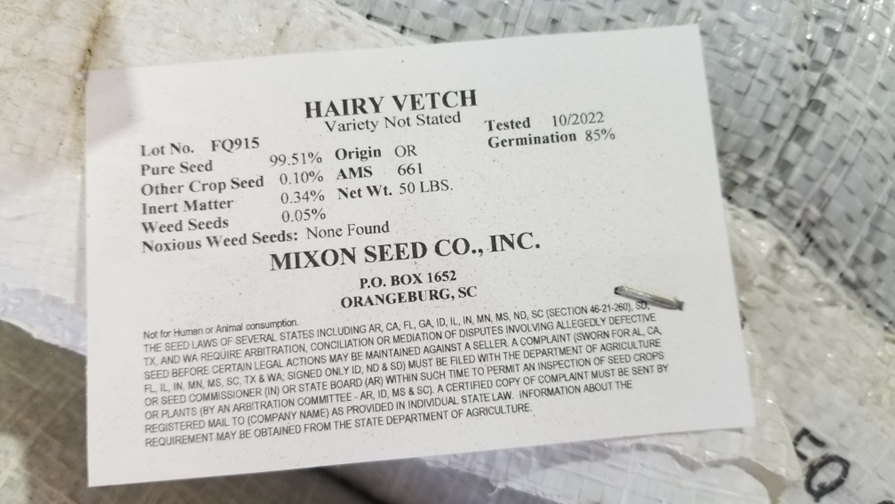 HAIRY VETCH
Variety Not Stated
Lot No. FQ915
Pure Seed 99.51%
Other Crop Seed 0.10%
Inert Matter 0.34%
Weed Seeds 0.05%
Noxious Weed Seeds: None Found
Origin OR
AMS 661
Net Wt. 50 LBS.
Tested 10/2022
Germination 85%
MIXON SEED CO., INC.
P.O. BOX 1652
ORANGEBURG, SC
Not for Human or Animal consumption.
THE SEED LAWS OF SEVERAL STATES INCLUDING AR, CA, FL, GA, ID, IL, IN, MN, MS, ND, SC (SECTION 46-21-260), SD,
TX, AND WA REQUIRE ARBITRATION, CONCILIATION OR MEDIATION OF DISPUTES INVOLVING ALLEGEDLY DEFECTIVE
SEED BEFORE CERTAIN LEGAL ACTIONS MAY BE MAINTAINED AGAINST A SELLER. A COMPLAINT (SWORN FOR AL, CA,
FL, IL, IN, MN, MS, SC, TX & WA; SIGNED ONLY ID, ND & SD) MUST BE FILED WITH THE DEPARTMENT OF AGRICULTURE
OR SEED COMMISSIONER (IN) OR STATE BOARD (AR) WITHIN SUCH TIME TO PERMIT AN INSPECTION OF SEED CROPS
OR PLANTS (BY AN ARBITRATION COMMITTEE - AR, ID, MS & SC). A CERTIFIED COPY OF COMPLAINT MUST BE SENT BY
REGISTERED MAIL TO (COMPANY NAME) AS PROVIDED IN INDIVIDUAL STATE LAW. INFORMATION ABOUT THE
REQUIREMENT MAY BE OBTAINED FROM THE STATE DEPARTMENT OF AGRICULTURE.
FQ